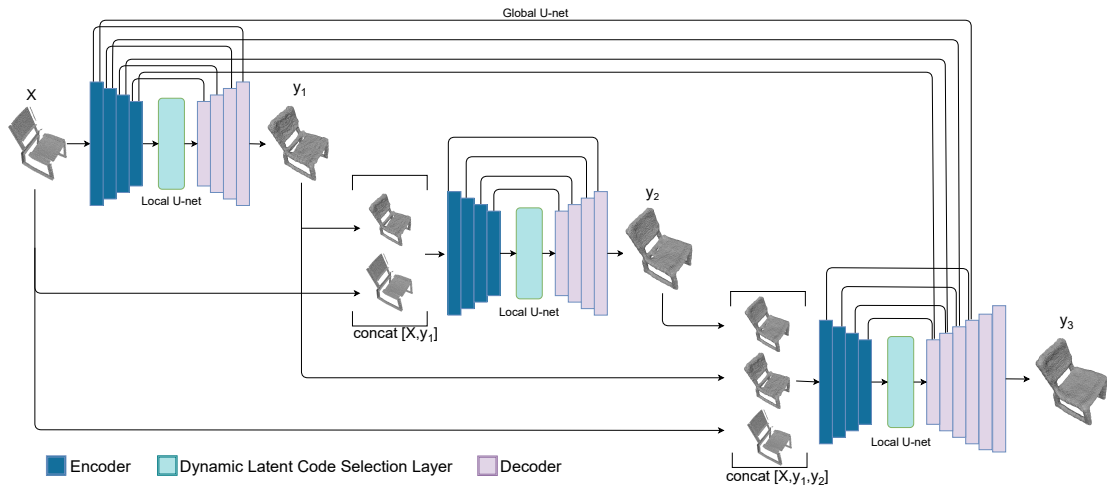 Global U-net
X
y1
Local U-net
y2
concat [X,y1]
Local U-net
y3
Local U-net
concat [X,y1,y2]
Encoder
Dynamic Latent Code Selection Layer
Decoder